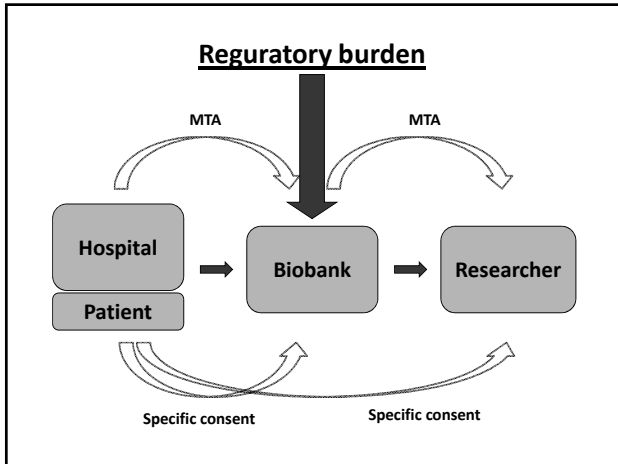 Reguratory burden
MTA
MTA
Hospital
Patient
Biobank
Researcher
Specific consent
Specific consent